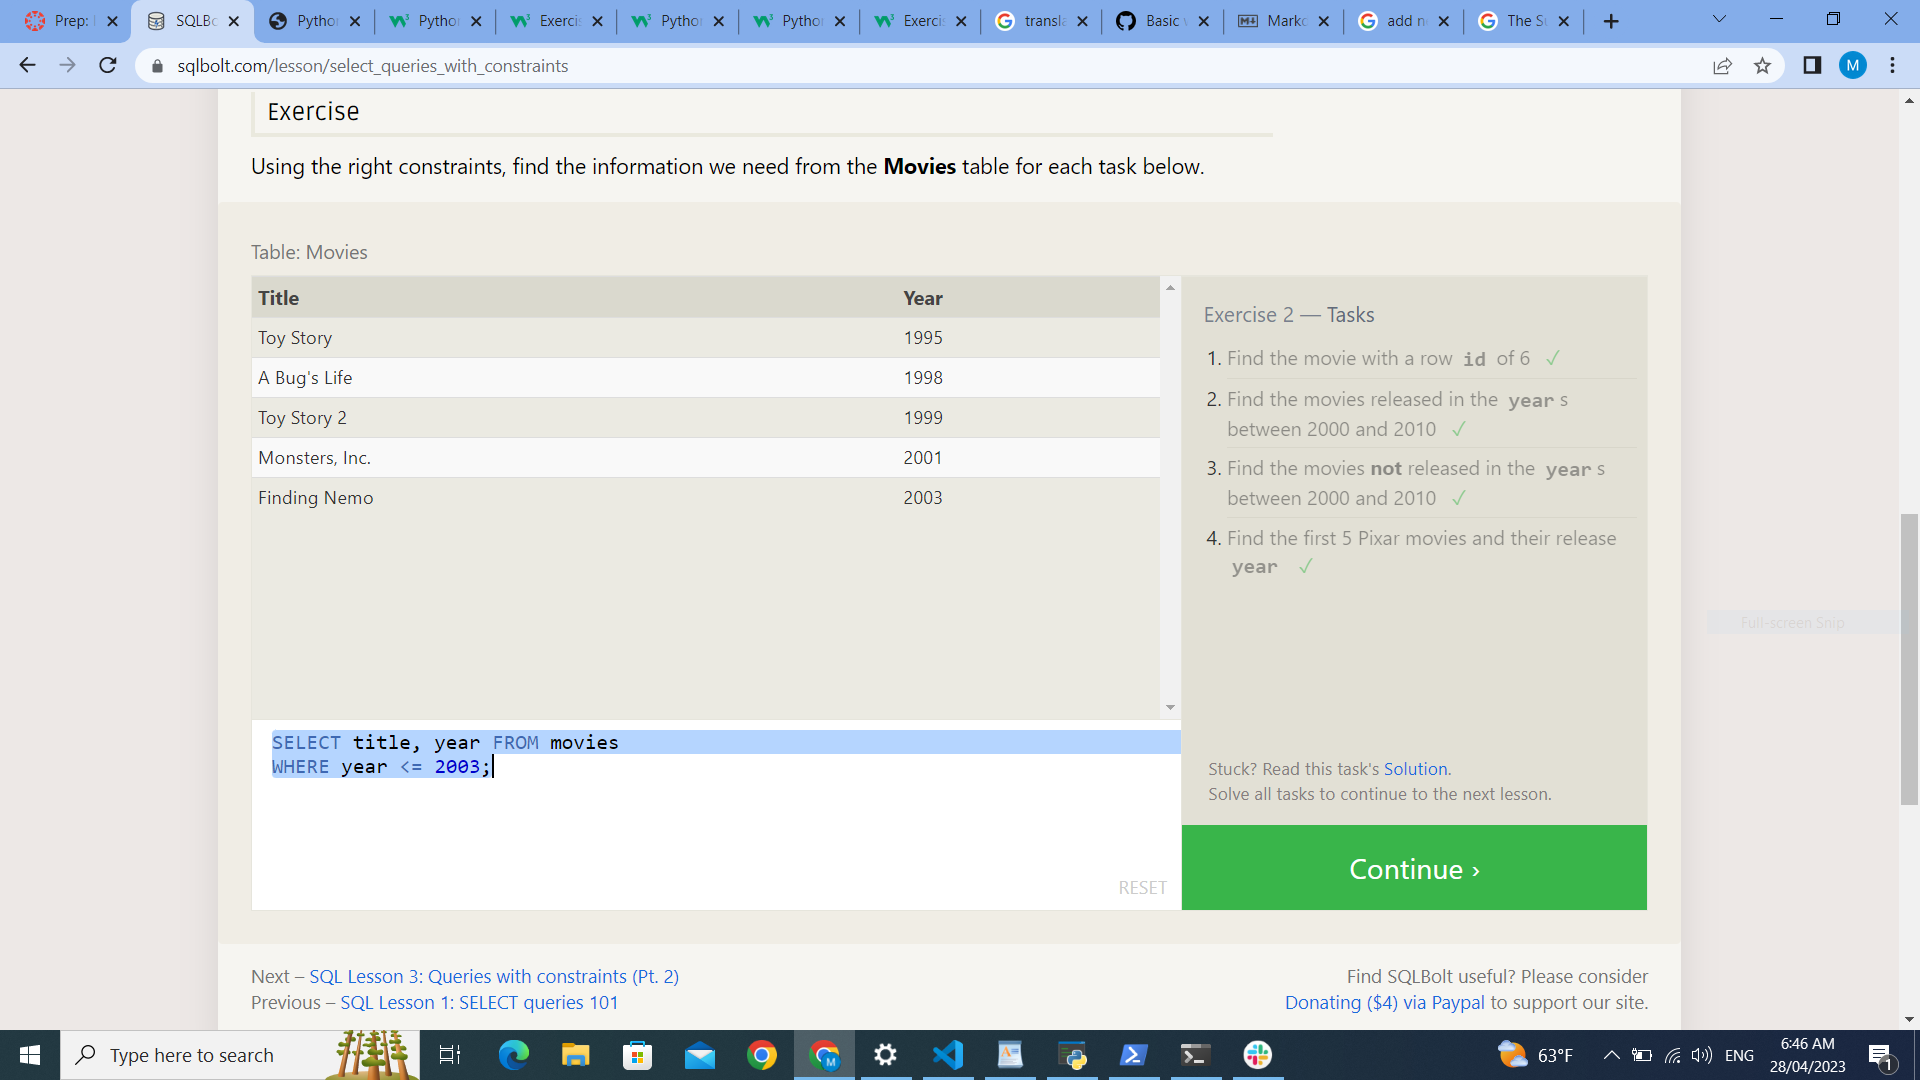 Prep: 
SQLBo
Pytho
Python
Exerci
Python
Python
Exerci
transla
Basic
Markd
add n
The S
sqlbolt.com/lesson/select_queries_with_constraints
M
Exercise
Using the right constraints, find the information we need from the Movies table for each task below.
Table: Movies
Title Year
Toy Story 1995
A Bug's Life 1998
Toy Story 2 1999
Monsters, Inc. 2001
Finding Nemo 2003
SELECT title, year FROM movies
WHERE year <= 2003;
RESET
Exercise 2 — Tasks
1. Find the movie with a row id of 6 ✓
2. Find the movies released in the years
between 2000 and 2010 ✓
3. Find the movies not released in the years
between 2000 and 2010 ✓
4. Find the first 5 Pixar movies and their release
year ✓
Stuck? Read this task's Solution.
Solve all tasks to continue to the next lesson.
Continue ›
Full-screen Snip
Next – SQL Lesson 3: Queries with constraints (Pt. 2)
Previous – SQL Lesson 1: SELECT queries 101
Find SQLBolt useful? Please consider
Donating ($4) via Paypal to support our site.
Type here to search
M
63°F
ENG
6:46 AM
28/04/2023
1